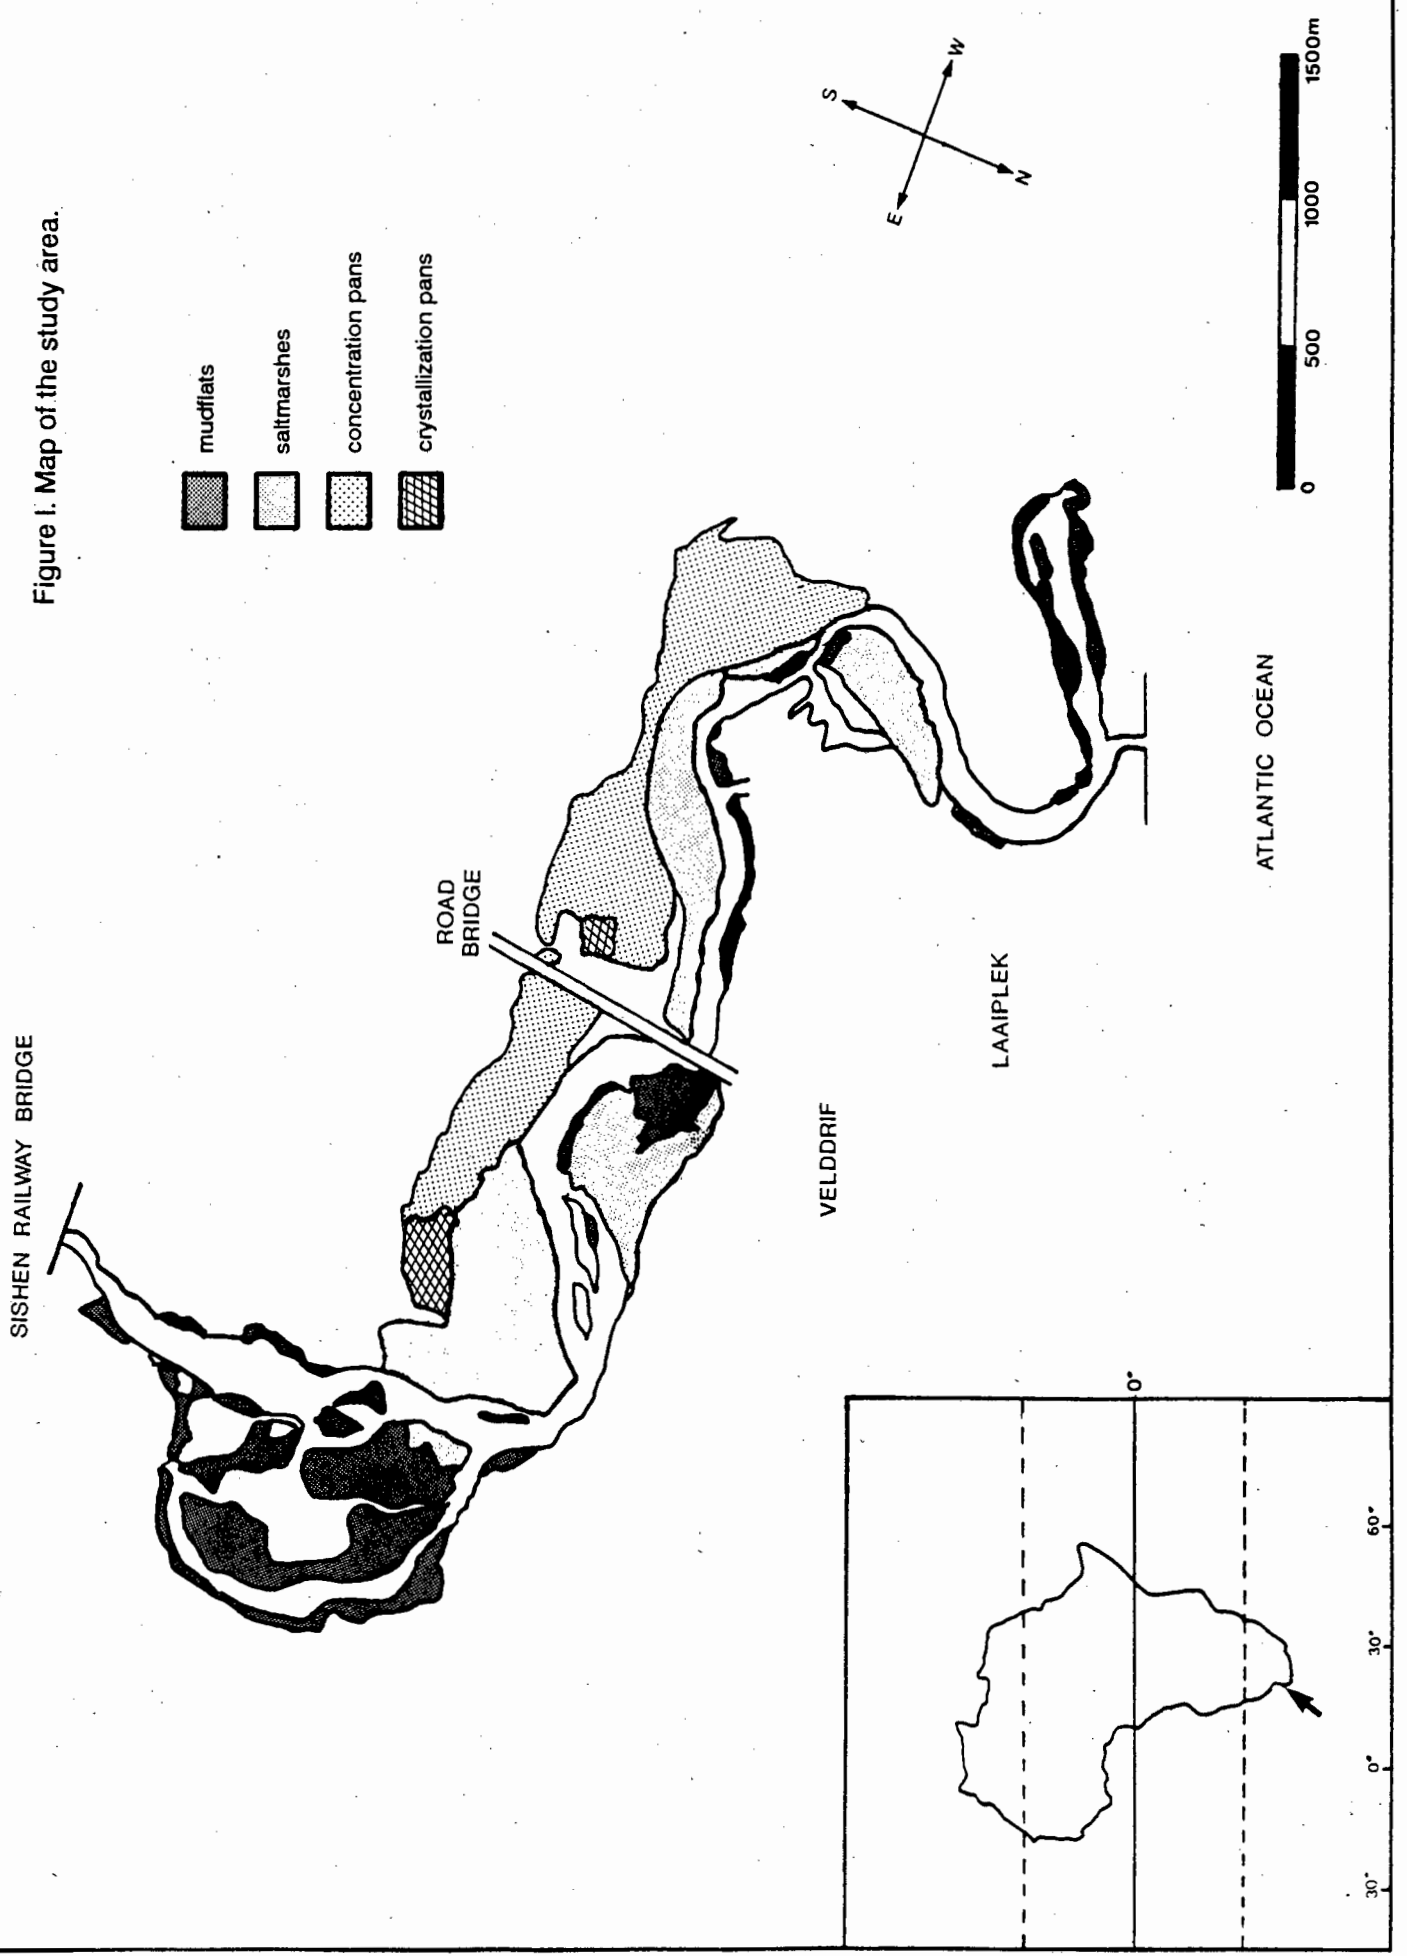 Figure I. Map of the study area.
mudflats
saltmarshes
concentration pans
crystallization pans
SISHEN RAILWAY BRIDGE
ROAD
BRIDGE
VELDDRIF
LAAIPLEK
ATLANTIC OCEAN
S
W
E
N
0
500
1000
1500m
0°
30°
0°
30°
60°